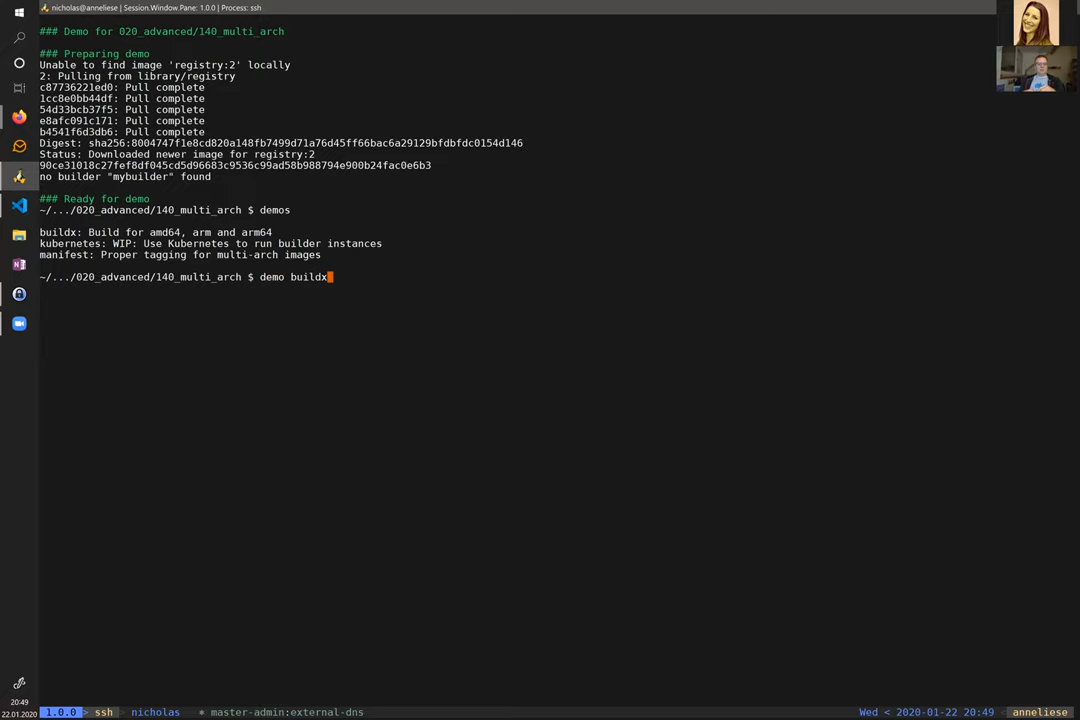 nicholas@anneliese | Session.Window.Pane: 1.0.0 | Process: ssh
### Demo for 020_advanced/140_multi_arch
### Preparing demo
Unable to find image 'registry:2' locally
2: Pulling from library/registry
c87736221ed0: Pull complete
1cc8e0bb44df: Pull complete
54d33bcb37f5: Pull complete
e8afc091c171: Pull complete
b4541f6d3db6: Pull complete
Digest: sha256:8004747f1e8cd820a148fb7499d71a76d45ff66bac6a29129bfdbfdc0154d146
Status: Downloaded newer image for registry:2
90ce31018c27fef8df045cd5d96683c9536c99ad58b988794e900b24fac0e6b3
no builder "mybuilder" found
### Ready for demo
~/.../020_advanced/140_multi_arch $ demos
buildx: Build for amd64, arm and arm64
kubernetes: WIP: Use Kubernetes to run builder instances
manifest: Proper tagging for multi-arch images
~/.../020_advanced/140_multi_arch $ demo buildx
20:49
22.01.2020
1.0.0 > ssh > nicholas * master-admin:external-dns Wed < 2020-01-22 20:49 < anneliese